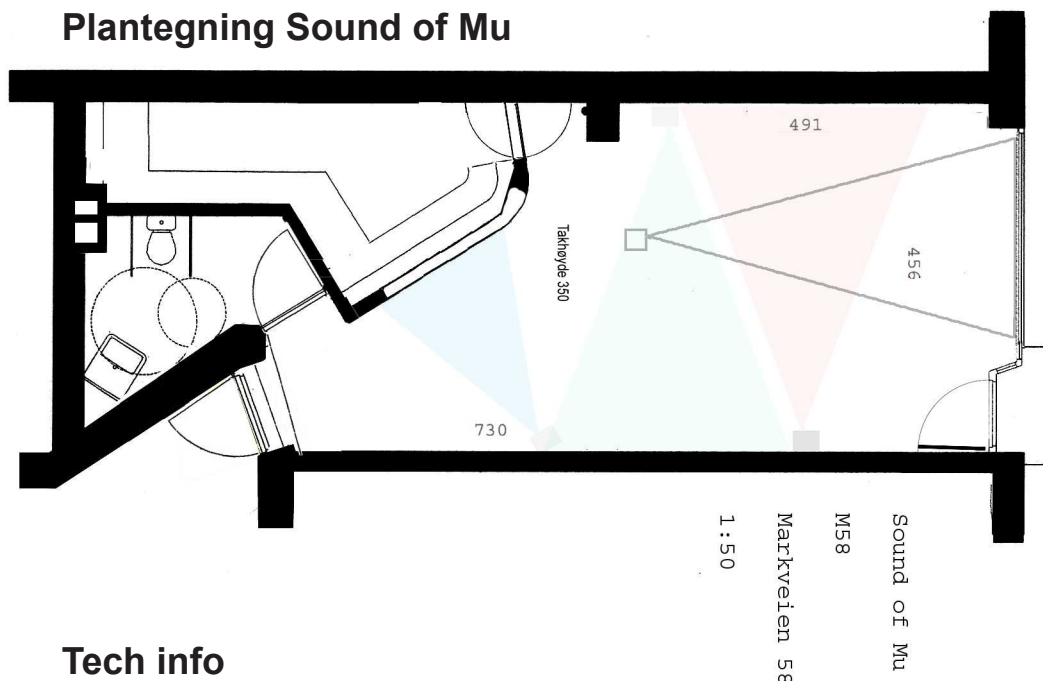 Plantegning Sound of Mu
491
456
Takhøyde 350
730
Sound of Mu
M58
Markveien 58
1:50
Tech info